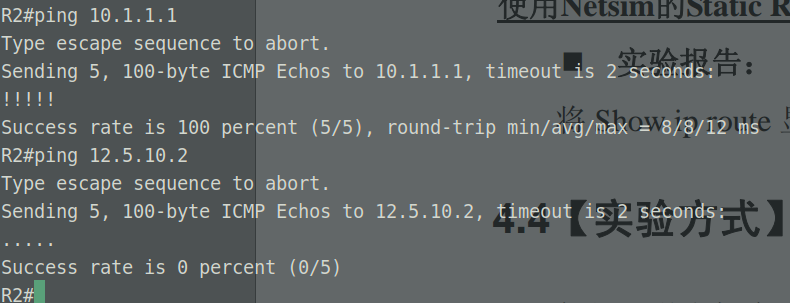 R2#ping 10.1.1.1
Type escape sequence to abort.
Sending 5, 100-byte ICMP Echos to 10.1.1.1, timeout is 2 seconds:
!!!!!
Success rate is 100 percent (5/5), round-trip min/avg/max = 8/8/12 ms
R2#ping 12.5.10.2
Type escape sequence to abort.
Sending 5, 100-byte ICMP Echos to 12.5.10.2, timeout is 2 seconds:
.....
Success rate is 0 percent (0/5)
R2#
使用Netsim的Static R
■ 实验报告：
将 Show ip route
4.4【实验方式】